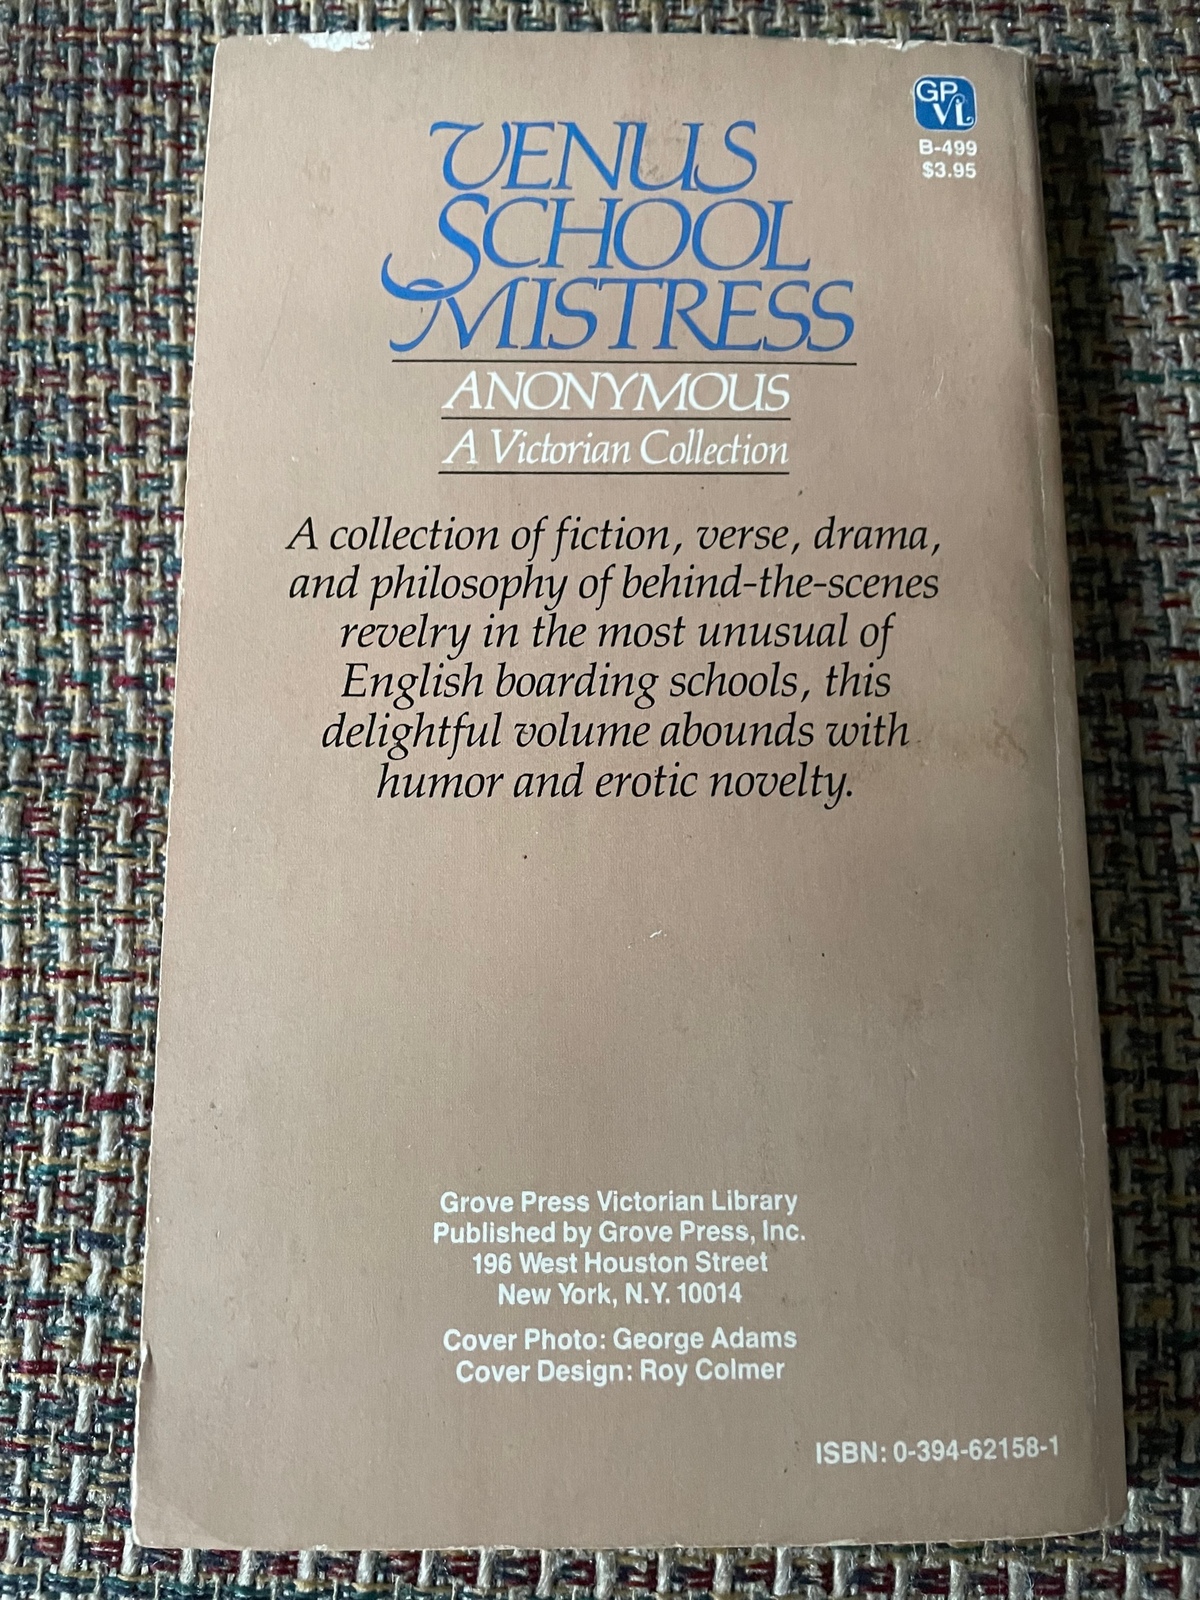 GP
VL
B-499
$3.95
VENUS
SCHOOL
MISTRESS
ANONYMOUS
A Victorian Collection
A collection of fiction, verse, drama,
and philosophy of behind-the-scenes
revelry in the most unusual of
English boarding schools, this
delightful volume abounds with
humor and erotic novelty.
Grove Press Victorian Library
Published by Grove Press, Inc.
196 West Houston Street
New York, N.Y. 10014
Cover Photo: George Adams
Cover Design: Roy Colmer
ISBN: 0-394-62158-1